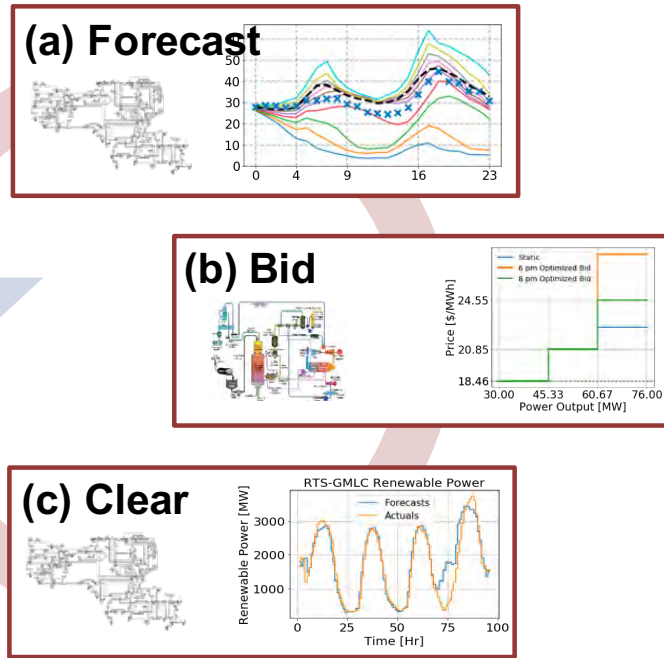 (a) Forecast
60
50
40
30
20
10
0
0 4 9 16 23
(b) Bid
Static
6 pm Optimized Bid
8 pm Optimized Bid
Price [$/MWh]
24.55
20.85
18.46
30.00 45.33 60.67 76.00
Power Output [MW]
(c) Clear
RTS-GMLC Renewable Power
Forecasts
Actuals
Renewable Power [MW]
3000
2000
1000
0 25 50 75 100
Time [Hr]